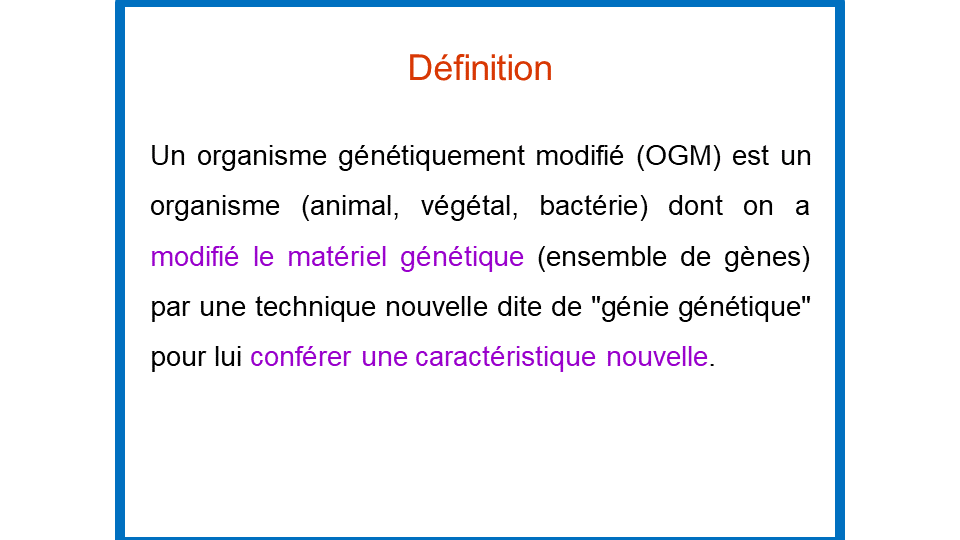 Définition
Un organisme génétiquement modifié (OGM) est un
organisme (animal, végétal, bactérie) dont on a
modifié le matériel génétique (ensemble de gènes)
par une technique nouvelle dite de "génie génétique"
pour lui conférer une caractéristique nouvelle.